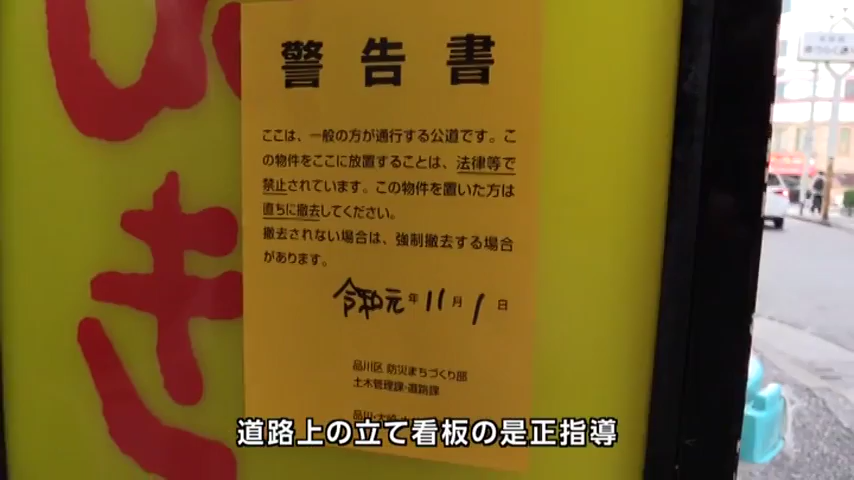 警告書
ここは、一般の方が通行する公道です。こ
の物件をここに放置することは、法律等で
禁止されています。この物件を置いた方は
直ちに撤去してください。
撤去されない場合は、強制撤去する場合
があります。
令和元年11月1日
品川区 防災まちづくり部
土木管理課・道路課
道路上の立て看板の是正指導
き